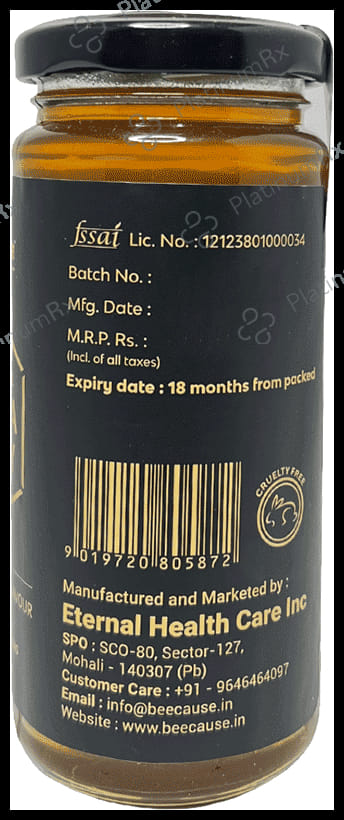 fssai Lic. No. : 12123801000034
Batch No. :
Mfg. Date :
M.R.P. Rs. :
(Incl. of all taxes)
Expiry date : 18 months from packed
CRUELTY FREE
9 019720 805872
VOUR
Manufactured and Marketed by :
Eternal Health Care Inc
SPO : SCO-80, Sector-127,
Mohali - 140307 (Pb)
Customer Care : +91 - 9646464097
Email : info@beecause.in
Website : www.beecause.in
PlatinumRx